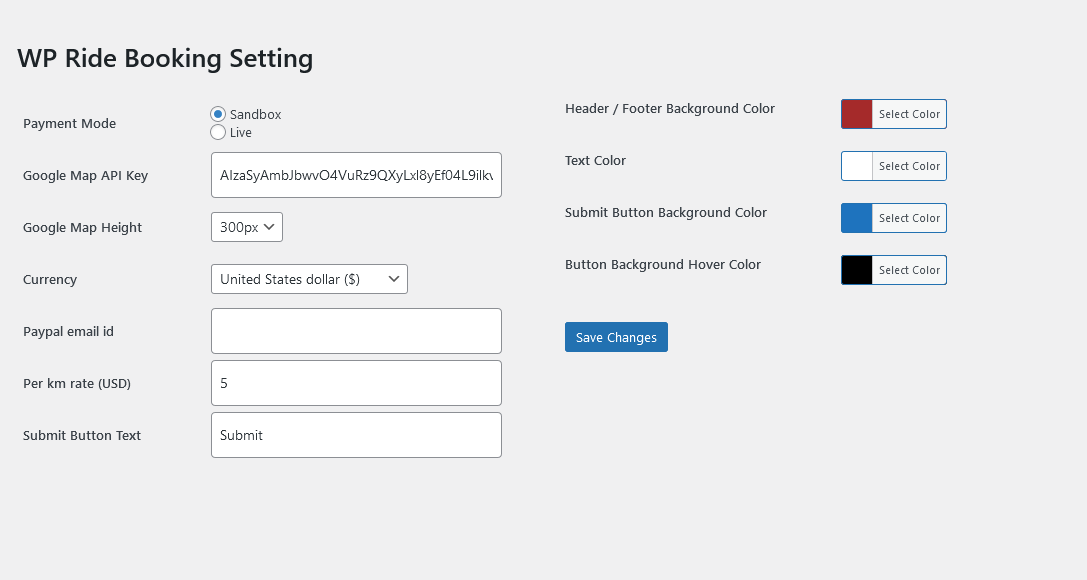 WP Ride Booking Setting
Payment Mode
Sandbox
Live
Google Map API Key
Google Map Height
300px
Currency
United States dollar ($)
Paypal email id
Per km rate (USD)
5
Submit Button Text
Submit
Header / Footer Background Color
Select Color
Text Color
Select Color
Submit Button Background Color
Select Color
Button Background Hover Color
Select Color
Save Changes